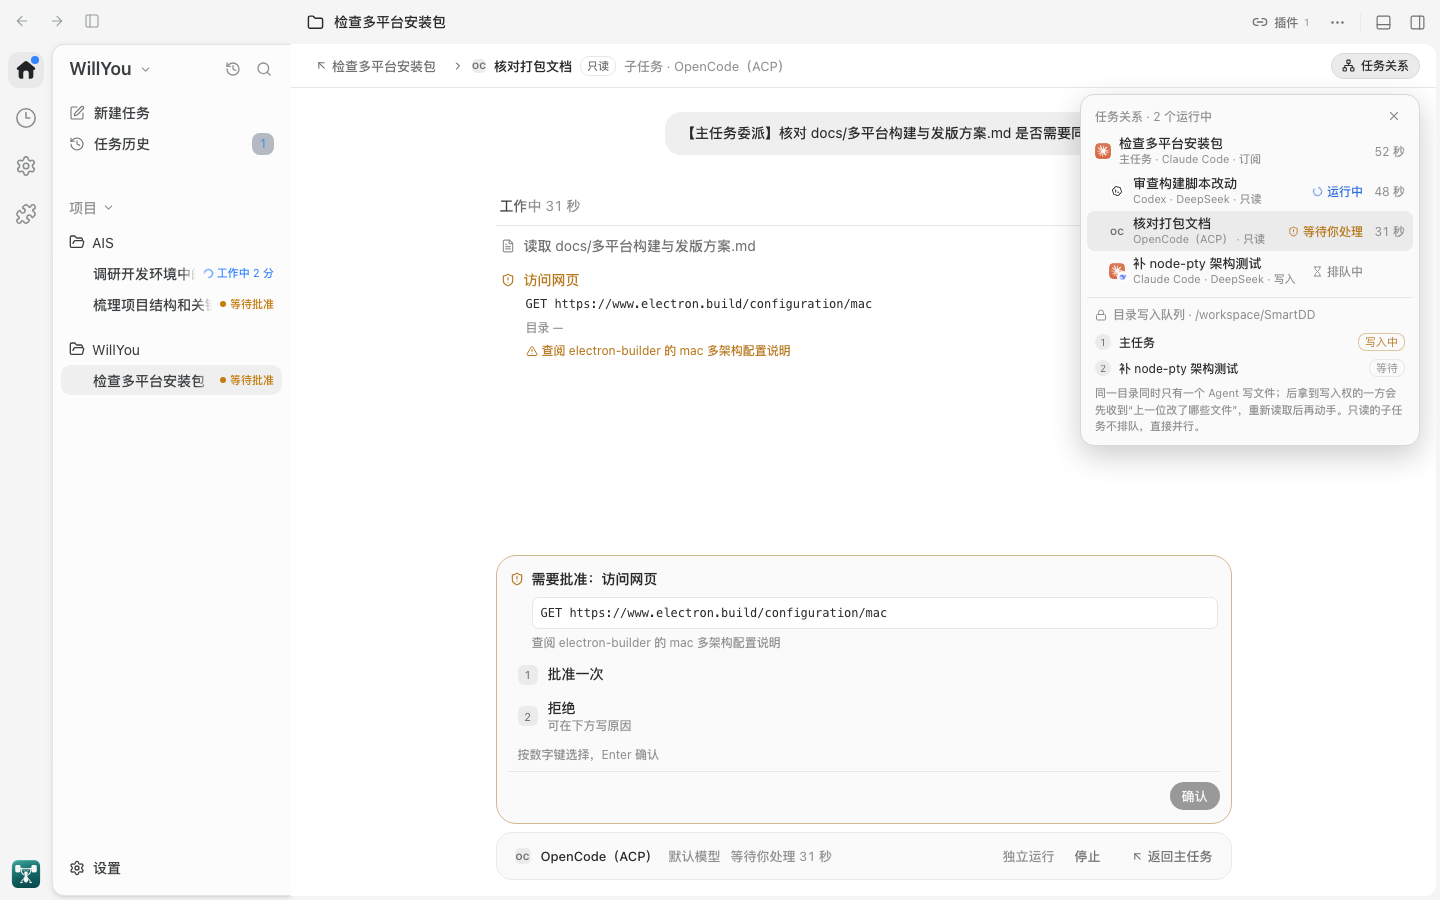 检查多平台安装包
插件 1
WillYou
新建任务
任务历史 1
项目
AIS
调研开发环境中 工作中 2 分
梳理项目结构和关 等待批准
WillYou
检查多平台安装包 等待批准
设置
检查多平台安装包 > OC 核对打包文档 只读 子任务 · OpenCode（ACP）
任务关系
【主任务委派】核对 docs/多平台构建与发版方案.md 是否需要同
工作中 31 秒
读取 docs/多平台构建与发版方案.md
访问网页
GET https://www.electron.build/configuration/mac
目录 —
查阅 electron-builder 的 mac 多架构配置说明
任务关系 · 2 个运行中
检查多平台安装包 52 秒
主任务 · Claude Code · 订阅
审查构建脚本改动 运行中 48 秒
Codex · DeepSeek · 只读
OC 核对打包文档 等待你处理 31 秒
OpenCode（ACP） · 只读
补 node-pty 架构测试 排队中
Claude Code · DeepSeek · 写入
目录写入队列 · /workspace/SmartDD
1 主任务 写入中
2 补 node-pty 架构测试 等待
同一目录同时只有一个 Agent 写文件；后拿到写入权的一方会
先收到“上一位改了哪些文件”，重新读取后再动手。只读的子任
务不排队，直接并行。
需要批准：访问网页
GET https://www.electron.build/configuration/mac
查阅 electron-builder 的 mac 多架构配置说明
1 批准一次
2 拒绝
可在下方写原因
按数字键选择，Enter 确认
确认
OC OpenCode（ACP） 默认模型 等待你处理 31 秒 独立运行 停止 返回主任务